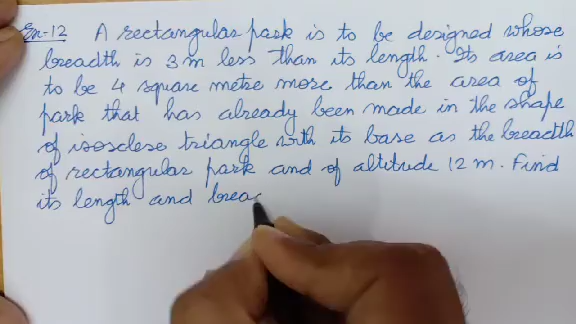 Ex-12 A rectangular park is to be designed whose
breadth is 3 m less than its length. Its area is
to be 4 square metre more than the area of
park that has already been made in the shape
of isosclese triangle with its base as the breadth
of rectangular park and of altitude 12 m. Find
its length and brea